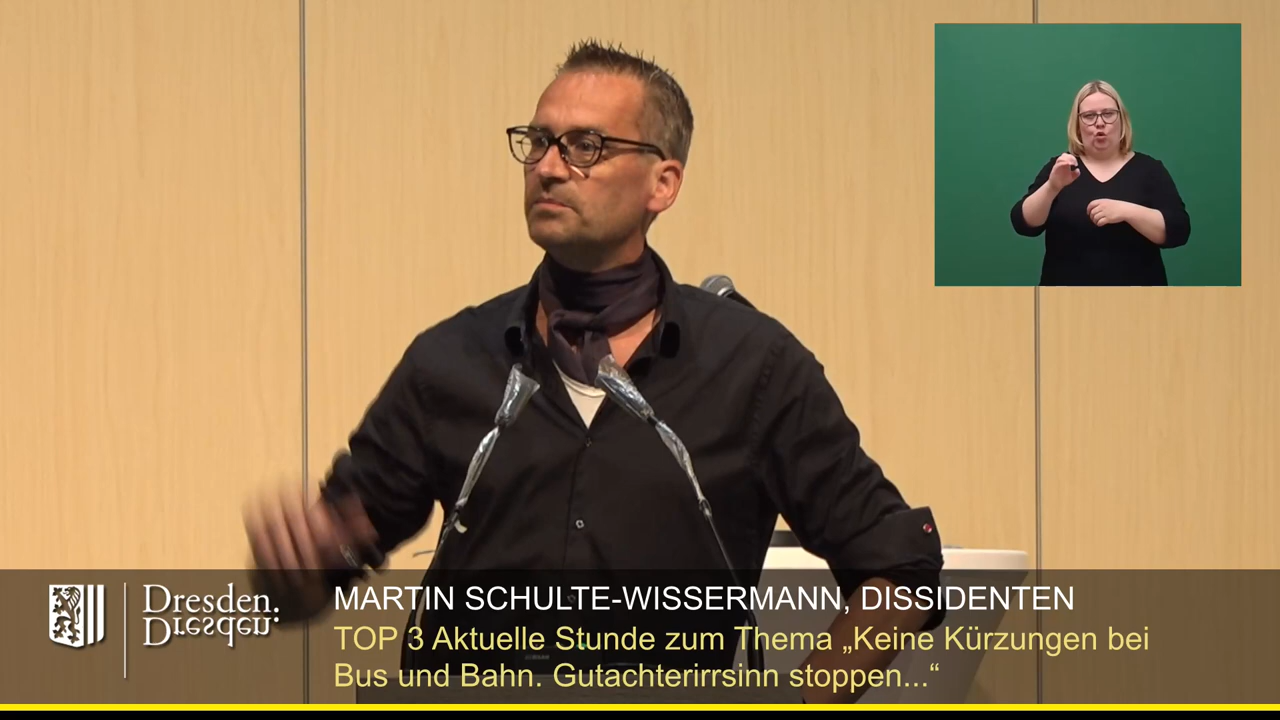 Dresden.
Dresden.
MARTIN SCHULTE-WISSERMANN, DISSIDENTEN
TOP 3 Aktuelle Stunde zum Thema „Keine Kürzungen bei
Bus und Bahn. Gutachterirrsinn stoppen...“